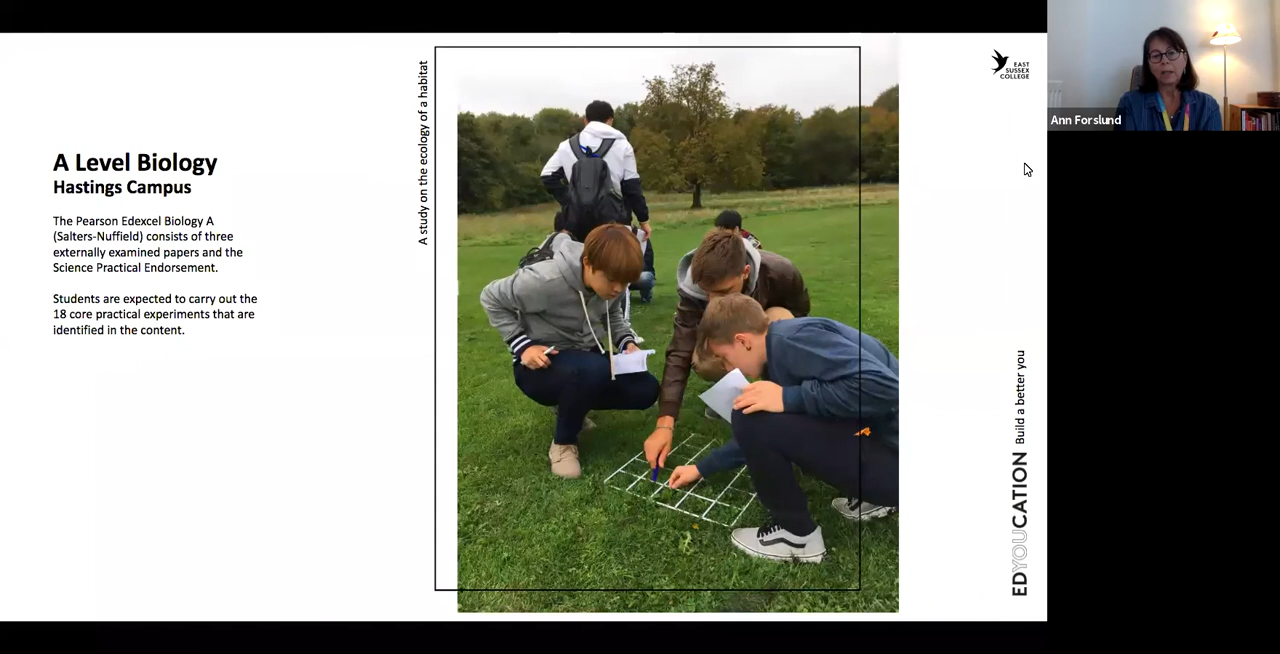 A Level Biology
Hastings Campus
The Pearson Edexcel Biology A
(Salters-Nuffield) consists of three
externally examined papers and the
Science Practical Endorsement.
Students are expected to carry out the
18 core practical experiments that are
identified in the content.
A study on the ecology of a habitat
EAST
SUSSEX
COLLEGE
EDYOUCATION Build a better you
Ann Forslund